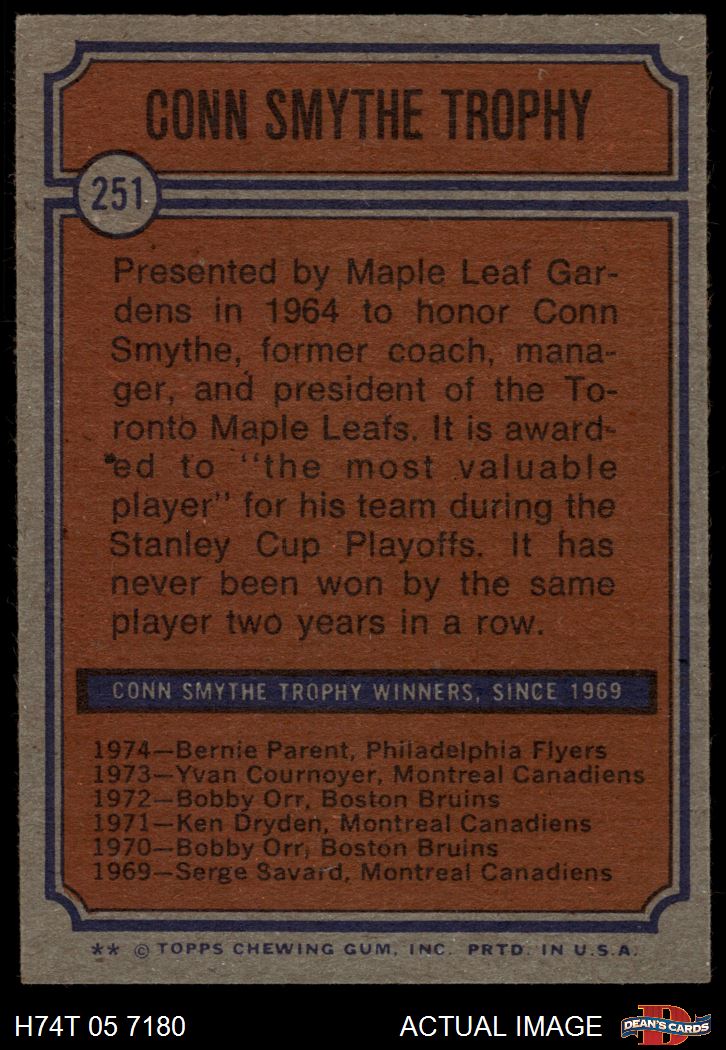 CONN SMYTHE TROPHY
251
Presented by Maple Leaf Gar-
dens in 1964 to honor Conn
Smythe, former coach, mana-
ger, and president of the To-
ronto Maple Leafs. It is award-
ed to "the most valuable
player" for his team during the
Stanley Cup Playoffs. It has
never been won by the same
player two years in a row.
CONN SMYTHE TROPHY WINNERS, SINCE 1969
1974—Bernie Parent, Philadelphia Flyers
1973—Yvan Cournoyer, Montreal Canadiens
1972—Bobby Orr, Boston Bruins
1971—Ken Dryden, Montreal Canadiens
1970—Bobby Orr, Boston Bruins
1969—Serge Savard, Montreal Canadiens
** © TOPPS CHEWING GUM, INC. PRTD. IN U.S.A.
H74T 05 7180 ACTUAL IMAGE
D
DEAN'S CARDS